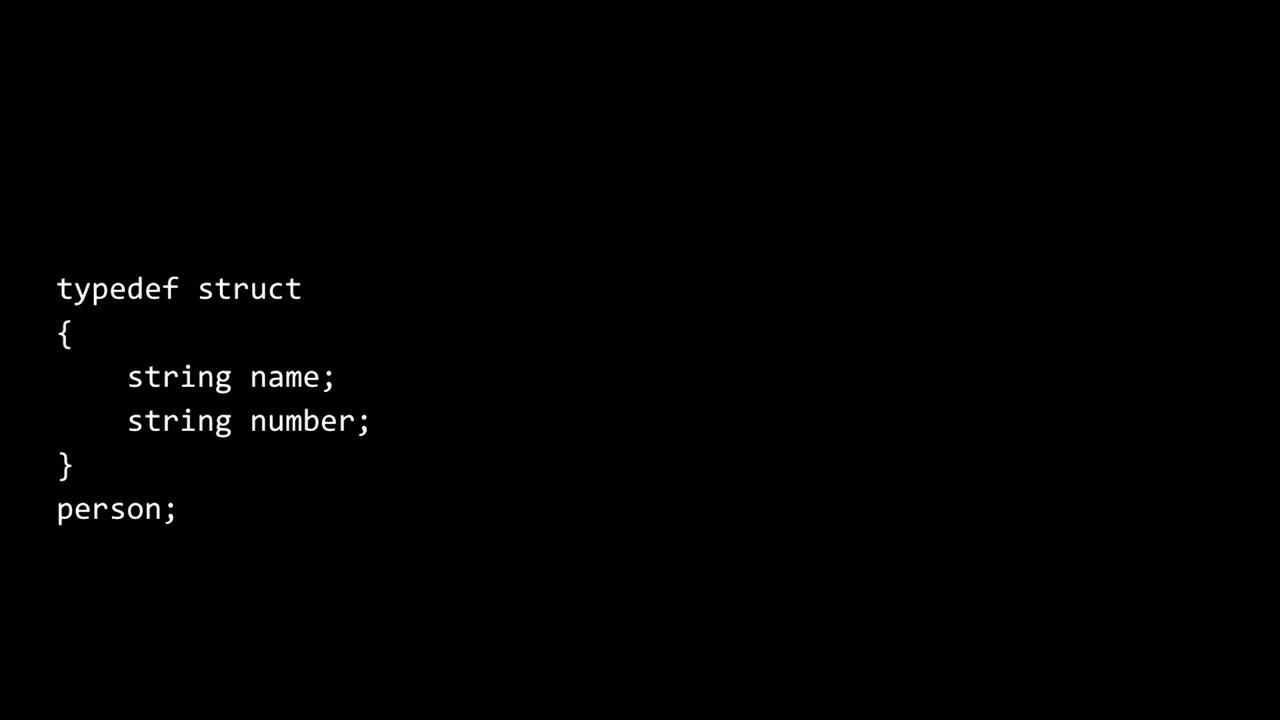 typedef struct
{
    string name;
    string number;
}
person;